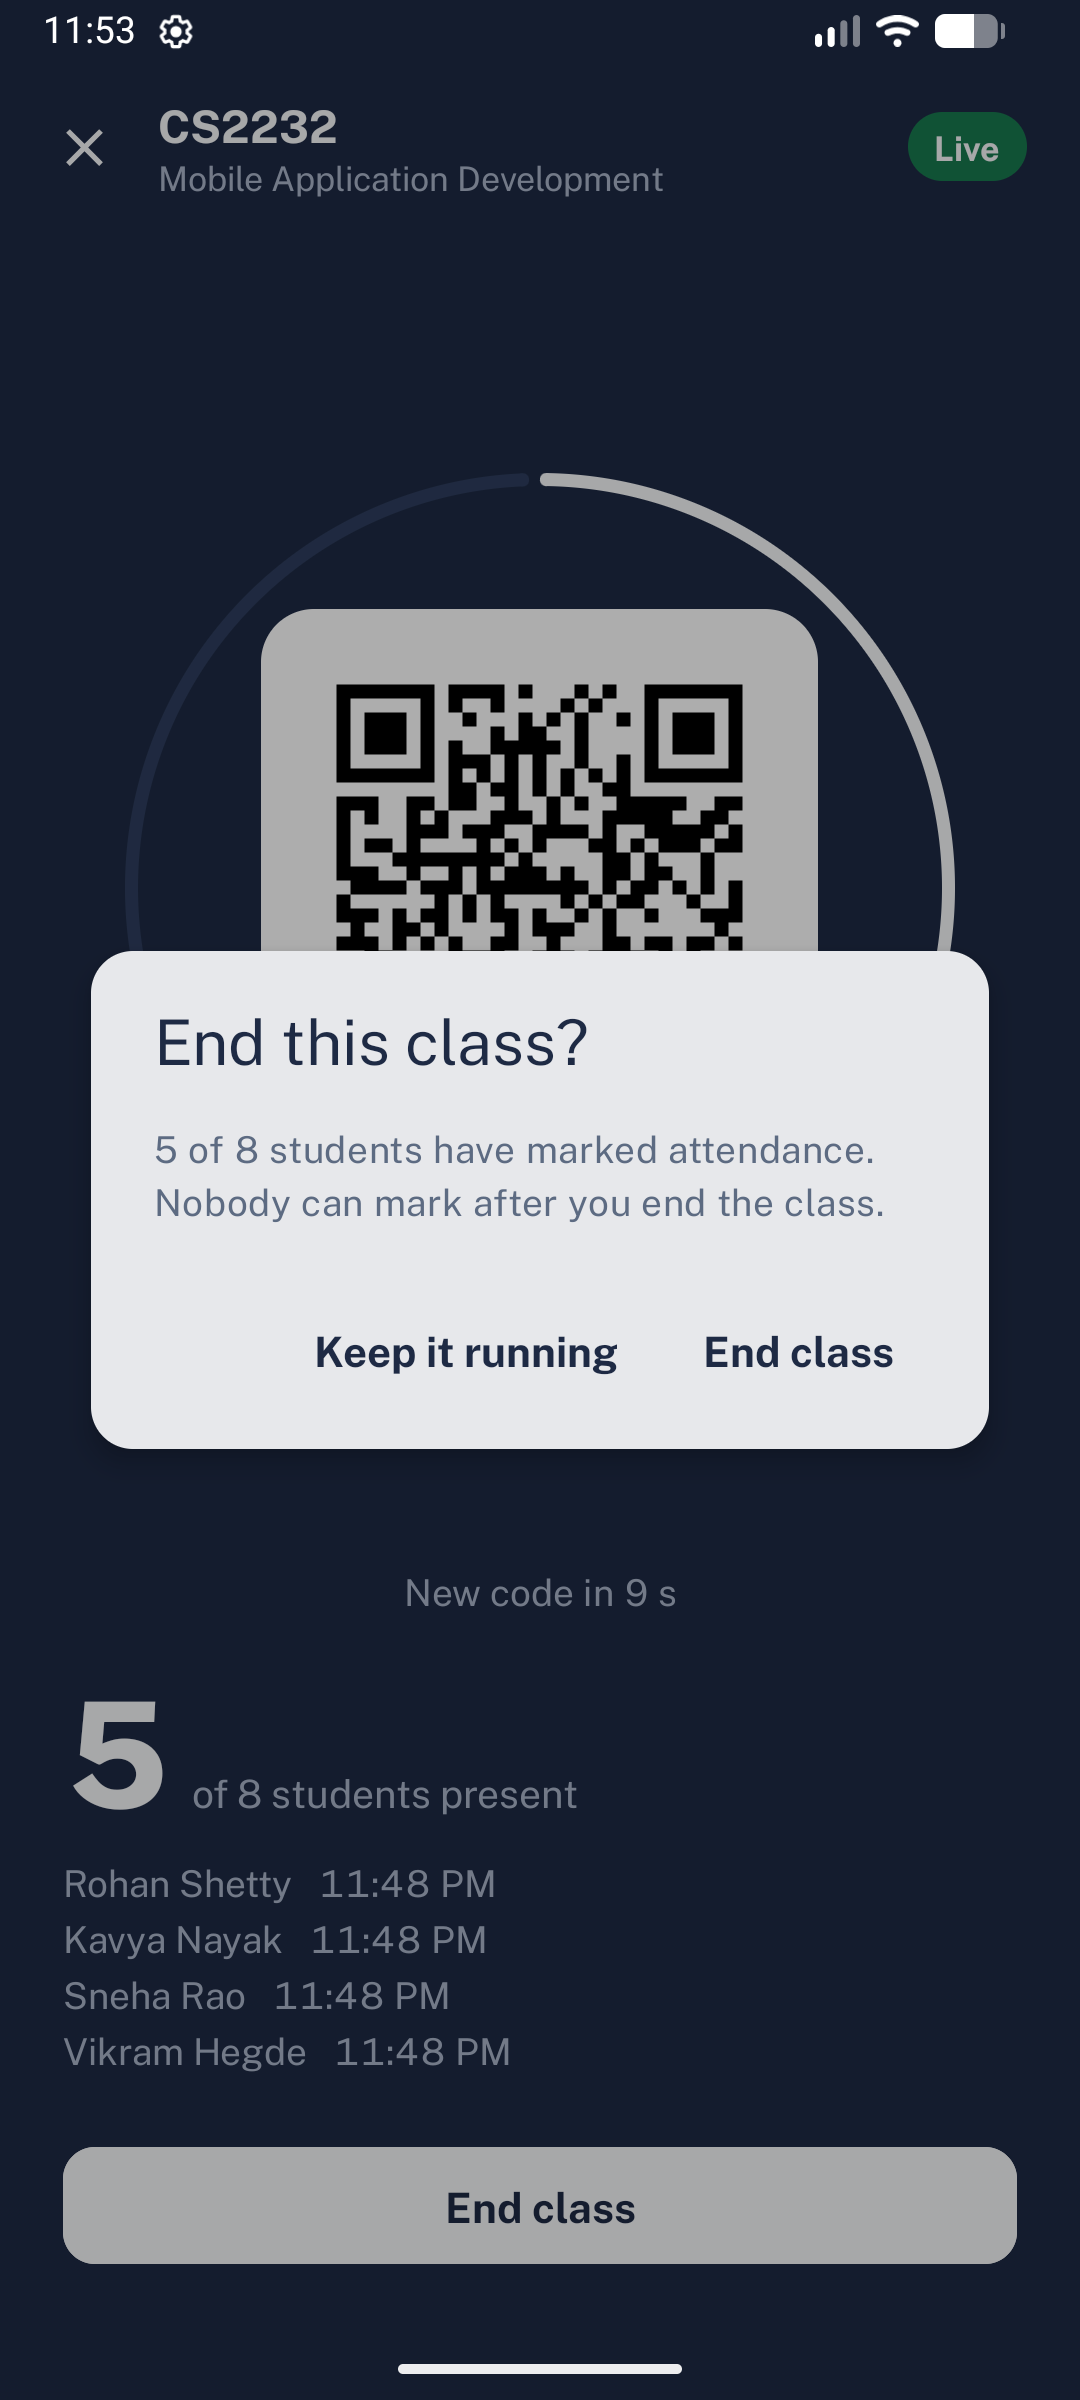 11:53
CS2232
Mobile Application Development
Live
End this class?
5 of 8 students have marked attendance.
Nobody can mark after you end the class.
Keep it running
End class
New code in 9 s
5 of 8 students present
Rohan Shetty 11:48 PM
Kavya Nayak 11:48 PM
Sneha Rao 11:48 PM
Vikram Hegde 11:48 PM
End class